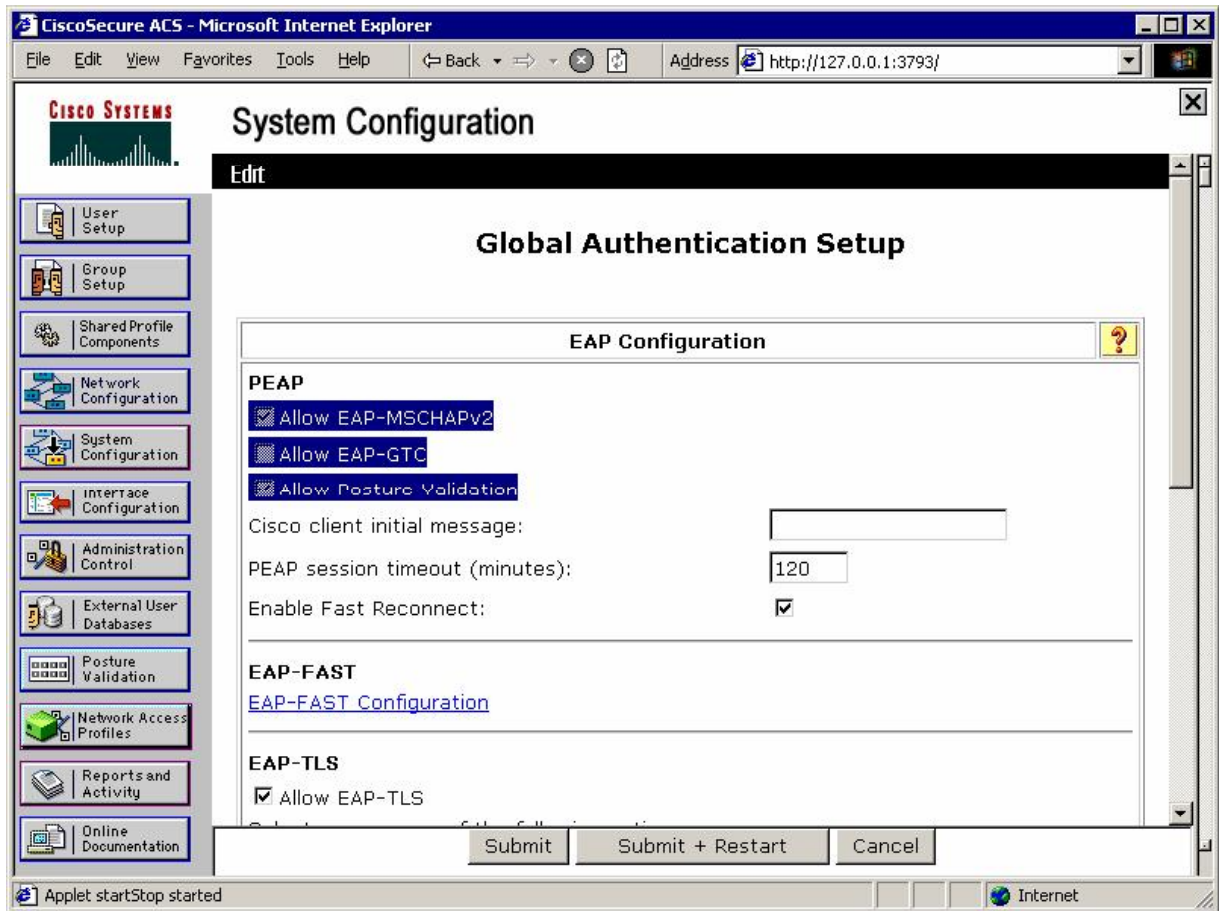 CiscoSecure ACS - Microsoft Internet Explorer
File Edit View Favorites Tools Help Back Address http://127.0.0.1:3793/
CISCO SYSTEMS
System Configuration
Edit
User Setup
Group Setup
Shared Profile Components
Network Configuration
System Configuration
Interface Configuration
Administration Control
External User Databases
Posture Validation
Network Access Profiles
Reports and Activity
Online Documentation
Global Authentication Setup
EAP Configuration
?
PEAP
Allow EAP-MSCHAPv2
Allow EAP-GTC
Allow Posture Validation
Cisco client initial message:
PEAP session timeout (minutes): 120
Enable Fast Reconnect:
EAP-FAST
EAP-FAST Configuration
EAP-TLS
Allow EAP-TLS
Submit Submit + Restart Cancel
Applet startStop started Internet